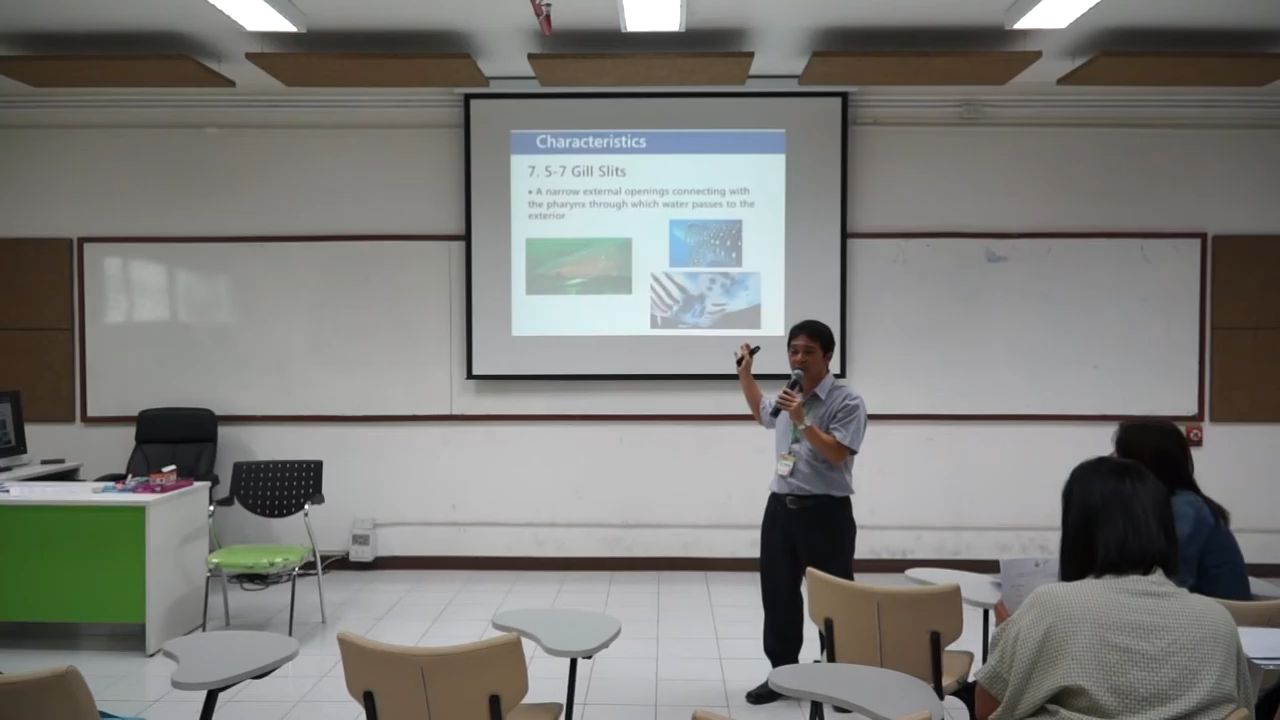 Characteristics
7. 5-7 Gill Slits
• A narrow external openings connecting with
the pharynx through which water passes to the
exterior